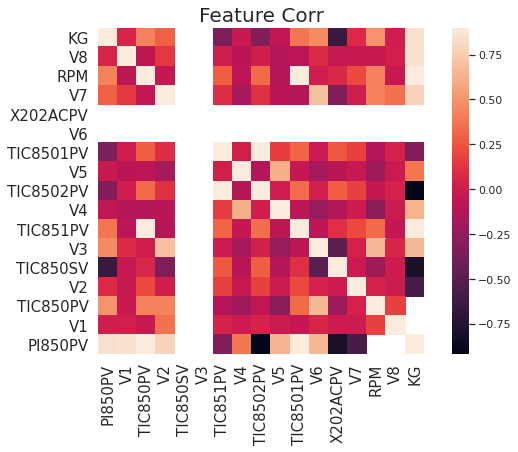 Feature Corr
KG
V8
RPM
V7
X202ACPV
V6
TIC8501PV
V5
TIC8502PV
V4
TIC851PV
V3
TIC850SV
V2
TIC850PV
V1
PI850PV
PI850PV
V1
TIC850PV
V2
TIC850SV
V3
TIC851PV
V4
TIC8502PV
V5
TIC8501PV
V6
X202ACPV
V7
RPM
V8
KG
0.75
0.50
0.25
0.00
−0.25
−0.50
−0.75